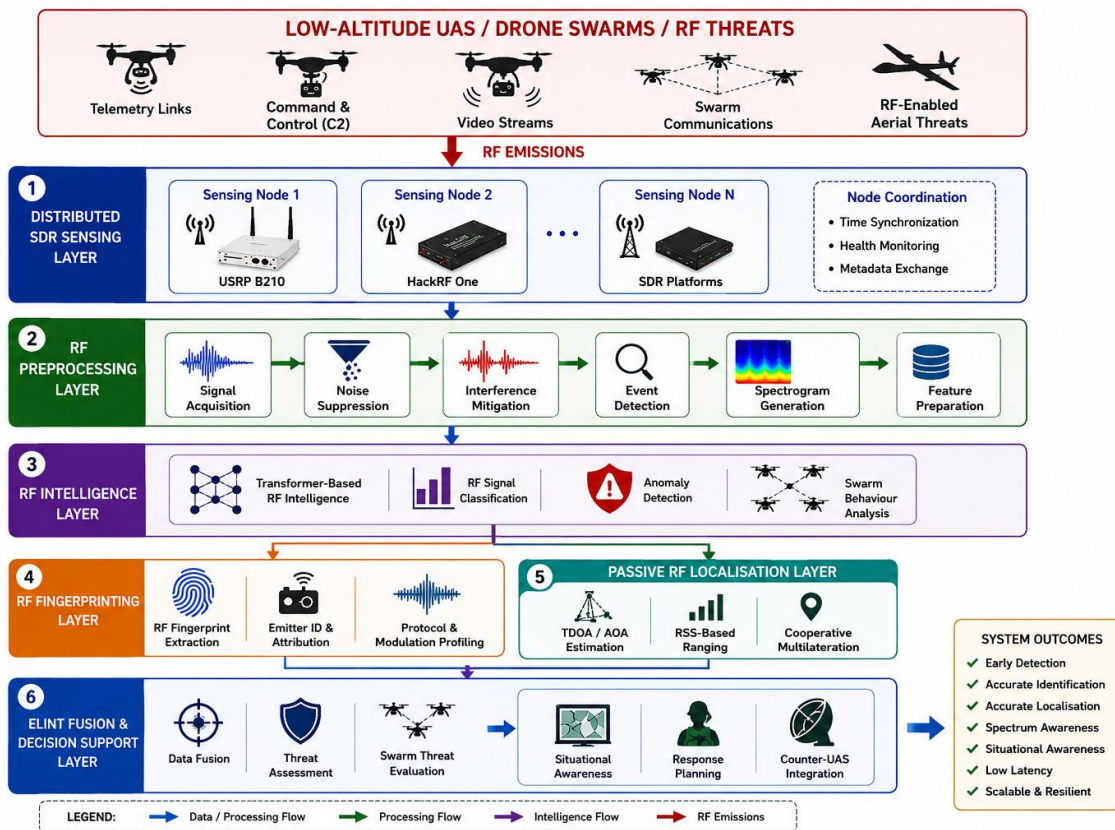 LOW-ALTITUDE UAS / DRONE SWARMS / RF THREATS
Telemetry Links
Command &
Control (C2)
Video Streams
Swarm
Communications
RF-Enabled
Aerial Threats
RF EMISSIONS
1
DISTRIBUTED
SDR SENSING
LAYER
Sensing Node 1
USRP B210
Sensing Node 2
HackRF One
...
Sensing Node N
SDR Platforms
Node Coordination
• Time Synchronization
• Health Monitoring
• Metadata Exchange
2
RF
PREPROCESSING
LAYER
Signal
Acquisition
Noise
Suppression
Interference
Mitigation
Event
Detection
Spectrogram
Generation
Feature
Preparation
3
RF INTELLIGENCE
LAYER
Transformer-Based
RF Intelligence
RF Signal
Classification
Anomaly
Detection
Swarm
Behaviour
Analysis
4
RF FINGERPRINTING
LAYER
RF Fingerprint
Extraction
Emitter ID &
Attribution
Protocol &
Modulation Profiling
5
PASSIVE RF LOCALISATION LAYER
TDOA / AOA
Estimation
RSS-Based
Ranging
Cooperative
Multilateration
6
ELINT FUSION &
DECISION SUPPORT
LAYER
Data Fusion
Threat
Assessment
Swarm Threat
Evaluation
Situational
Awareness
Response
Planning
Counter-UAS
Integration
SYSTEM OUTCOMES
✓ Early Detection
✓ Accurate Identification
✓ Accurate Localisation
✓ Spectrum Awareness
✓ Situational Awareness
✓ Low Latency
✓ Scalable & Resilient
LEGEND:
Data / Processing Flow
Processing Flow
Intelligence Flow
RF Emissions